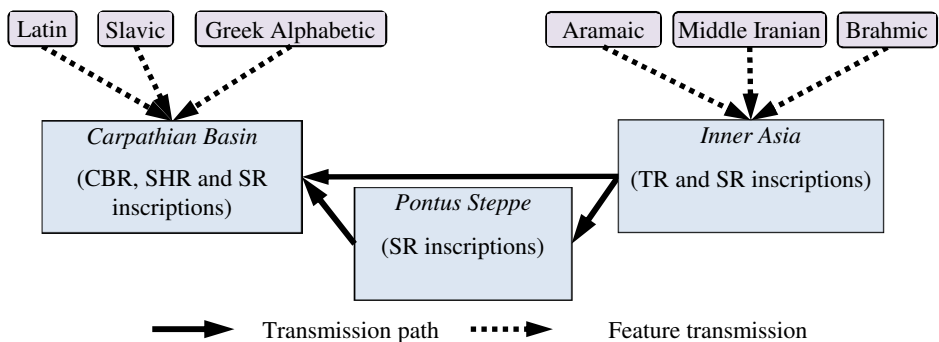 Latin
Slavic
Greek Alphabetic
Aramaic
Middle Iranian
Brahmic
Carpathian Basin
(CBR, SHR and SR
inscriptions)
Inner Asia
(TR and SR inscriptions)
Pontus Steppe
(SR inscriptions)
Transmission path
Feature transmission